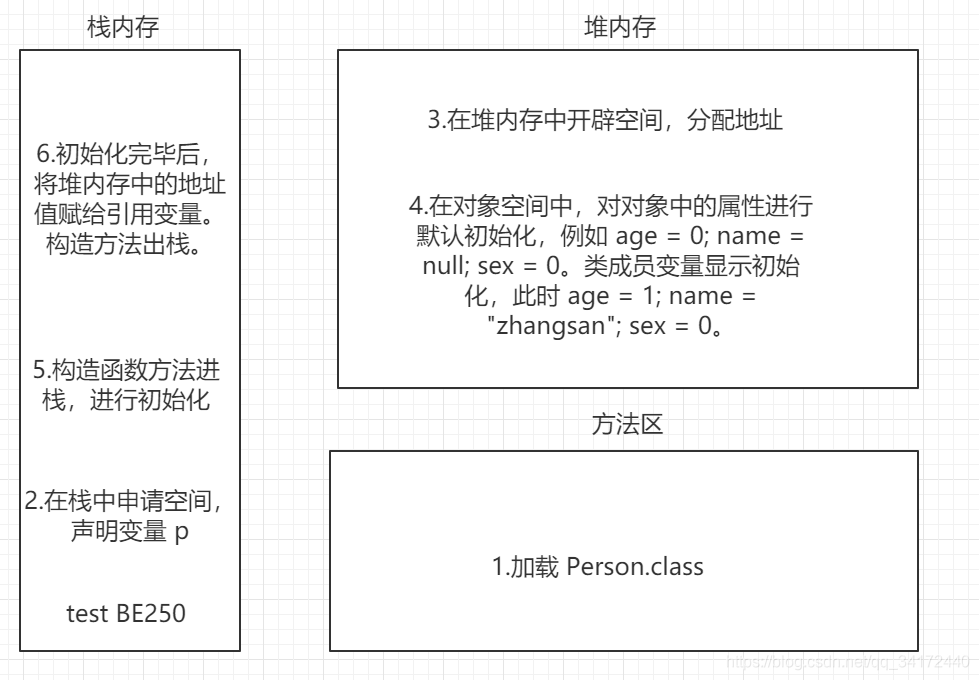 栈内存
6.初始化完毕后，
将堆内存中的地址
值赋给引用变量。
构造方法出栈。
5.构造函数方法进
栈，进行初始化
2.在栈中申请空间，
声明变量 p
test BE250
堆内存
3.在堆内存中开辟空间，分配地址
4.在对象空间中，对对象中的属性进行
默认初始化，例如 age = 0; name =
null; sex = 0。类成员变量显示初始
化，此时 age = 1; name =
"zhangsan"; sex = 0。
方法区
1.加载 Person.class
https://blog.csdn.net/qq_34172440